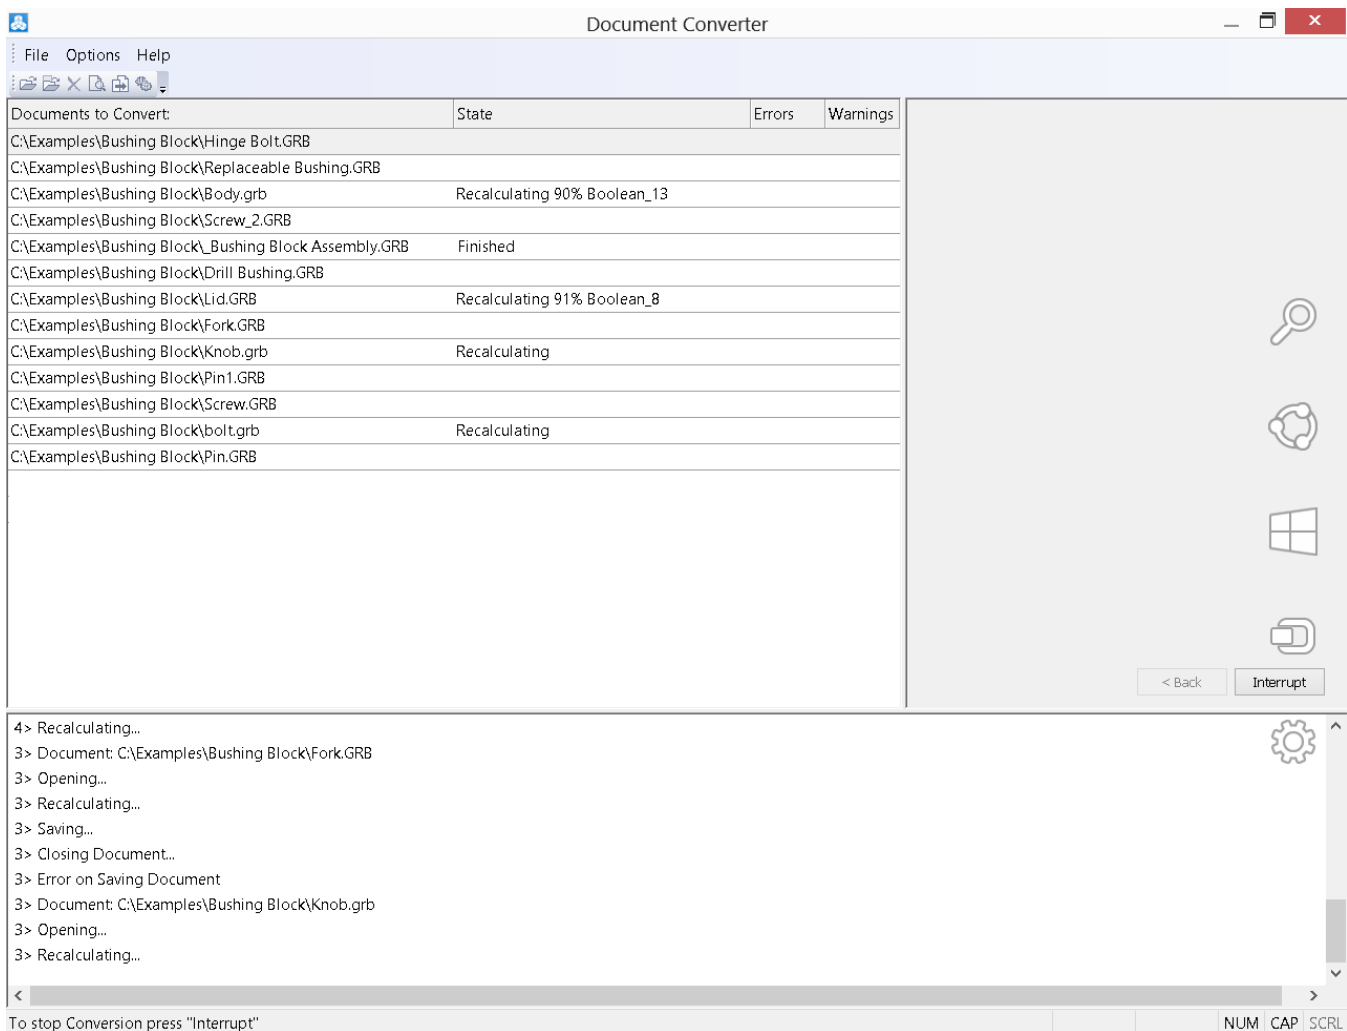 Document Converter
File Options Help
Documents to Convert: State Errors Warnings
C:\Examples\Bushing Block\Hinge Bolt.GRB
C:\Examples\Bushing Block\Replaceable Bushing.GRB
C:\Examples\Bushing Block\Body.grb Recalculating 90% Boolean_13
C:\Examples\Bushing Block\Screw_2.GRB
C:\Examples\Bushing Block\_Bushing Block Assembly.GRB Finished
C:\Examples\Bushing Block\Drill Bushing.GRB
C:\Examples\Bushing Block\Lid.GRB Recalculating 91% Boolean_8
C:\Examples\Bushing Block\Fork.GRB
C:\Examples\Bushing Block\Knob.grb Recalculating
C:\Examples\Bushing Block\Pin1.GRB
C:\Examples\Bushing Block\Screw.GRB
C:\Examples\Bushing Block\bolt.grb Recalculating
C:\Examples\Bushing Block\Pin.GRB
< Back Interrupt
4> Recalculating...
3> Document: C:\Examples\Bushing Block\Fork.GRB
3> Opening...
3> Recalculating...
3> Saving...
3> Closing Document...
3> Error on Saving Document
3> Document: C:\Examples\Bushing Block\Knob.grb
3> Opening...
3> Recalculating...
To stop Conversion press "Interrupt" NUM CAP SCRL